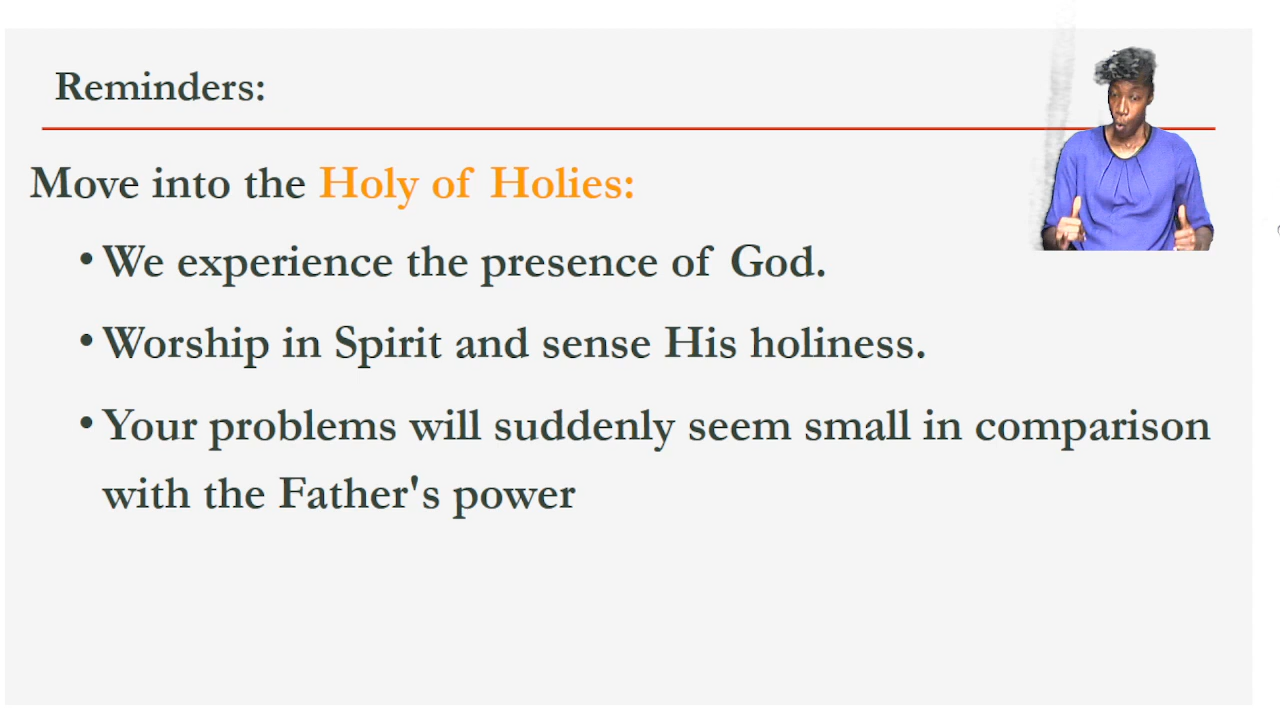 Reminders:
Move into the Holy of Holies:
• We experience the presence of God.
• Worship in Spirit and sense His holiness.
• Your problems will suddenly seem small in comparison
with the Father's power